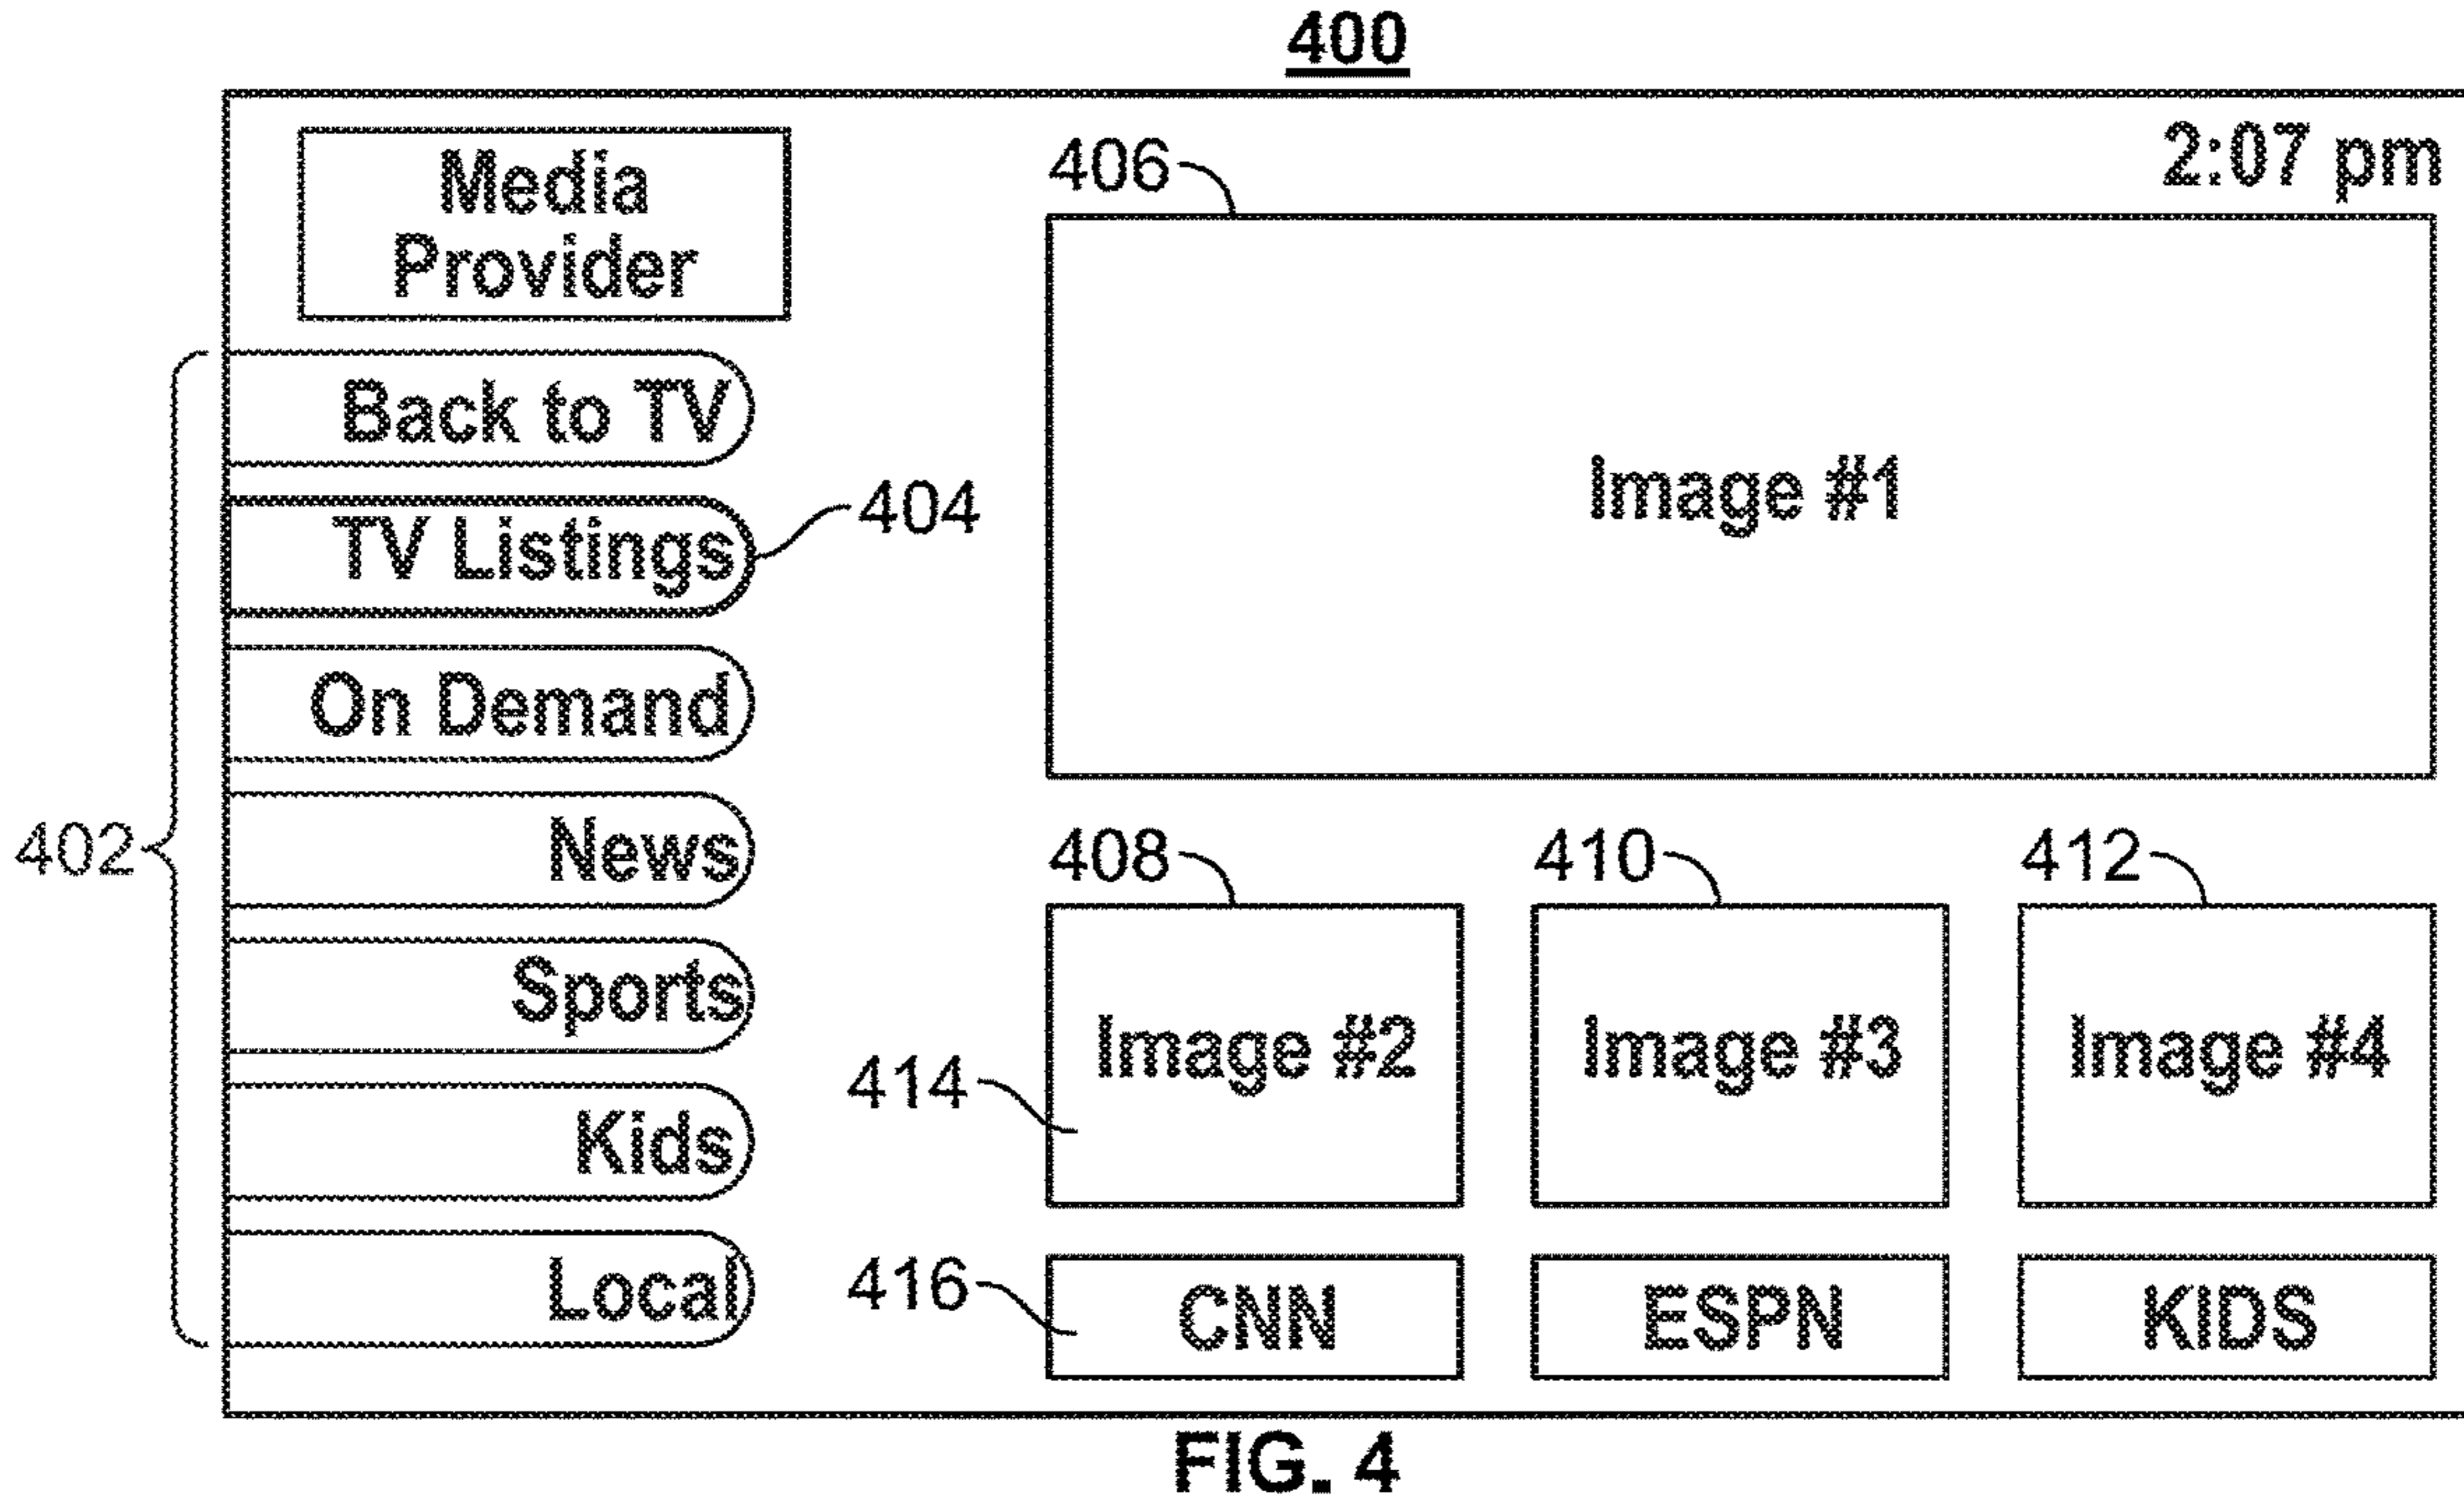 400
2:07 pm
Media
Provider
406
Back to TV
Image #1
TV Listings
404
On Demand
402
News
408
410
412
Sports
Image #2
Image #3
Image #4
414
Kids
Local
416
CNN
ESPN
KIDS
FIG. 4